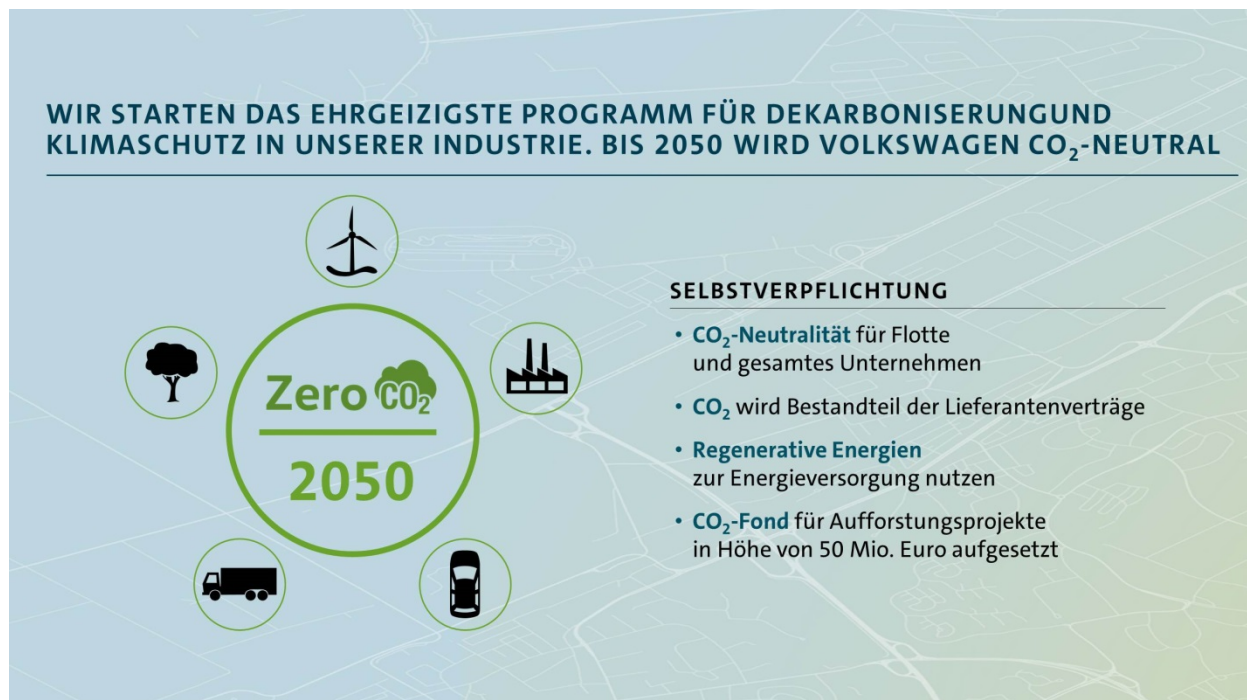 WIR STARTEN DAS EHRGEIZIGSTE PROGRAMM FÜR DEKARBONISERUNGUND
KLIMASCHUTZ IN UNSERER INDUSTRIE. BIS 2050 WIRD VOLKSWAGEN CO₂-NEUTRAL
Zero CO₂
2050
SELBSTVERPFLICHTUNG
• CO₂-Neutralität für Flotte
und gesamtes Unternehmen
• CO₂ wird Bestandteil der Lieferantenverträge
• Regenerative Energien
zur Energieversorgung nutzen
• CO₂-Fond für Aufforstungsprojekte
in Höhe von 50 Mio. Euro aufgesetzt